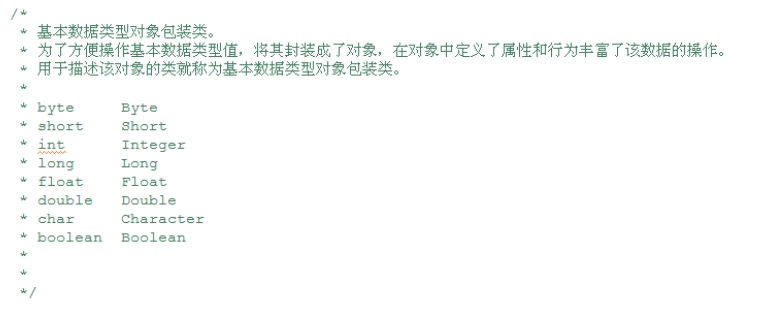 /*
* 基本数据类型对象包装类。
* 为了方便操作基本数据类型值，将其封装成了对象，在对象中定义了属性和行为丰富了该数据的操作。
* 用于描述该对象的类就称为基本数据类型对象包装类。
*
* byte Byte
* short Short
* int Integer
* long Long
* float Float
* double Double
* char Character
* boolean Boolean
*
*
*/